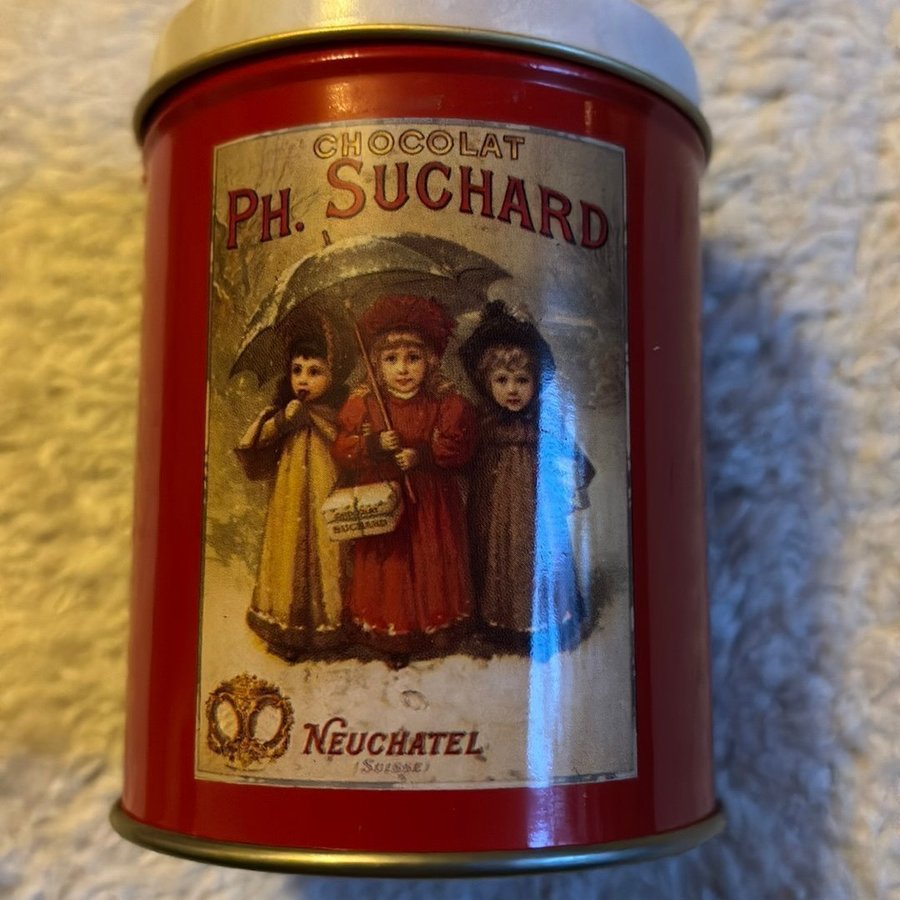 CHOCOLAT
PH. SUCHARD
SUCHARD
NEUCHATEL
(SUISSE)